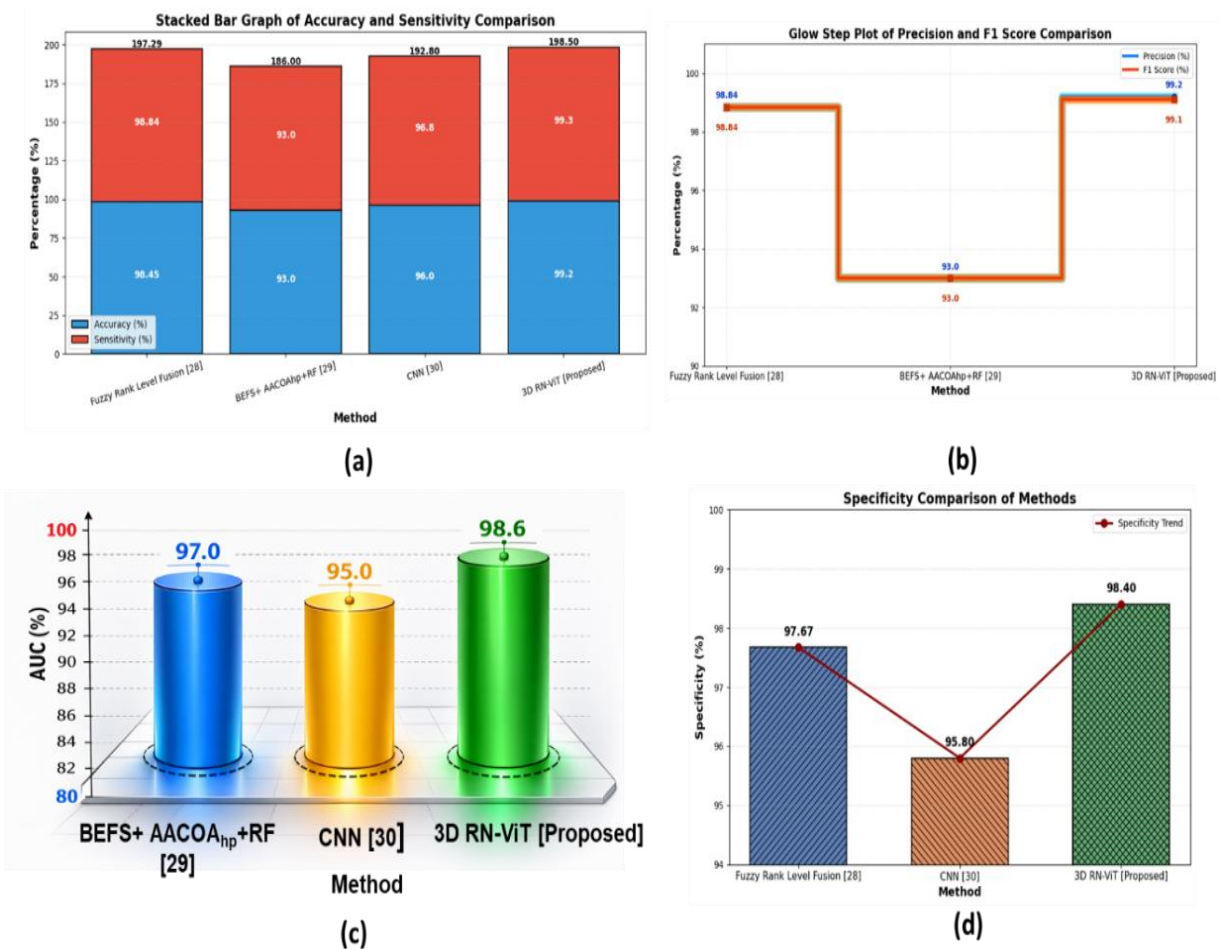 Stacked Bar Graph of Accuracy and Sensitivity Comparison
Percentage (%)
200
175
150
125
100
75
50
25
0
197.29
186.00
192.80
198.50
98.84
93.0
96.8
99.3
98.45
93.0
96.0
99.2
Accuracy (%)
Sensitivity (%)
Fuzzy Rank Level Fusion [28]
BEFS+ AACOAhp+RF [29]
CNN [30]
3D RN-ViT [Proposed]
Method
(a)
Glow Step Plot of Precision and F1 Score Comparison
Precision (%)
F1 Score (%)
Percentage (%)
100
98
96
94
92
90
98.84
98.84
93.0
93.0
99.2
99.1
Fuzzy Rank Level Fusion [28]
BEFS+ AACOAhp+RF [29]
3D RN-ViT [Proposed]
Method
(b)
AUC (%)
100
98
96
94
92
90
88
86
84
82
80
97.0
95.0
98.6
BEFS+ AACOAhp+RF
[29]
CNN [30]
3D RN-ViT [Proposed]
Method
(c)
Specificity Comparison of Methods
Specificity Trend
Specificity (%)
100
99
98
97
96
95
94
97.67
95.80
98.40
Fuzzy Rank Level Fusion [28]
CNN [30]
3D RN-ViT [Proposed]
Method
(d)